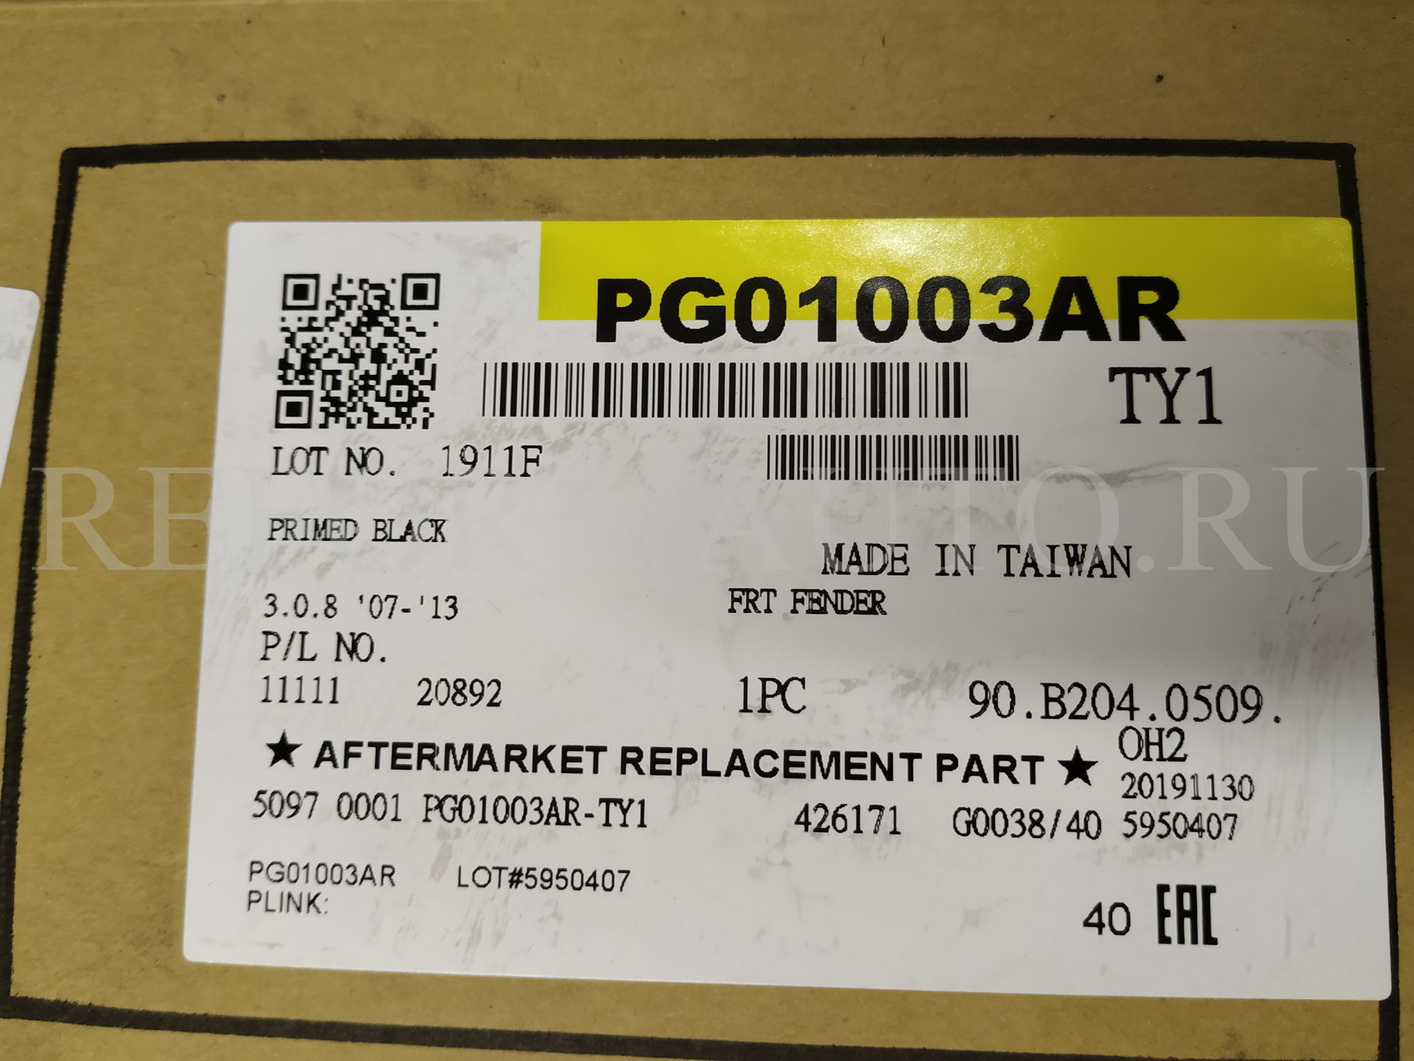 PG01003AR
TY1
LOT NO. 1911F
PRIMED BLACK
MADE IN TAIWAN
3.0.8 '07-'13 FRT FENDER
P/L NO.
11111 20892 1PC 90.B204.0509.
★ AFTERMARKET REPLACEMENT PART ★ OH2
20191130
5097 0001 PG01003AR-TY1 426171 G0038/40 5950407
PG01003AR LOT#5950407
PLINK:
40 EAC